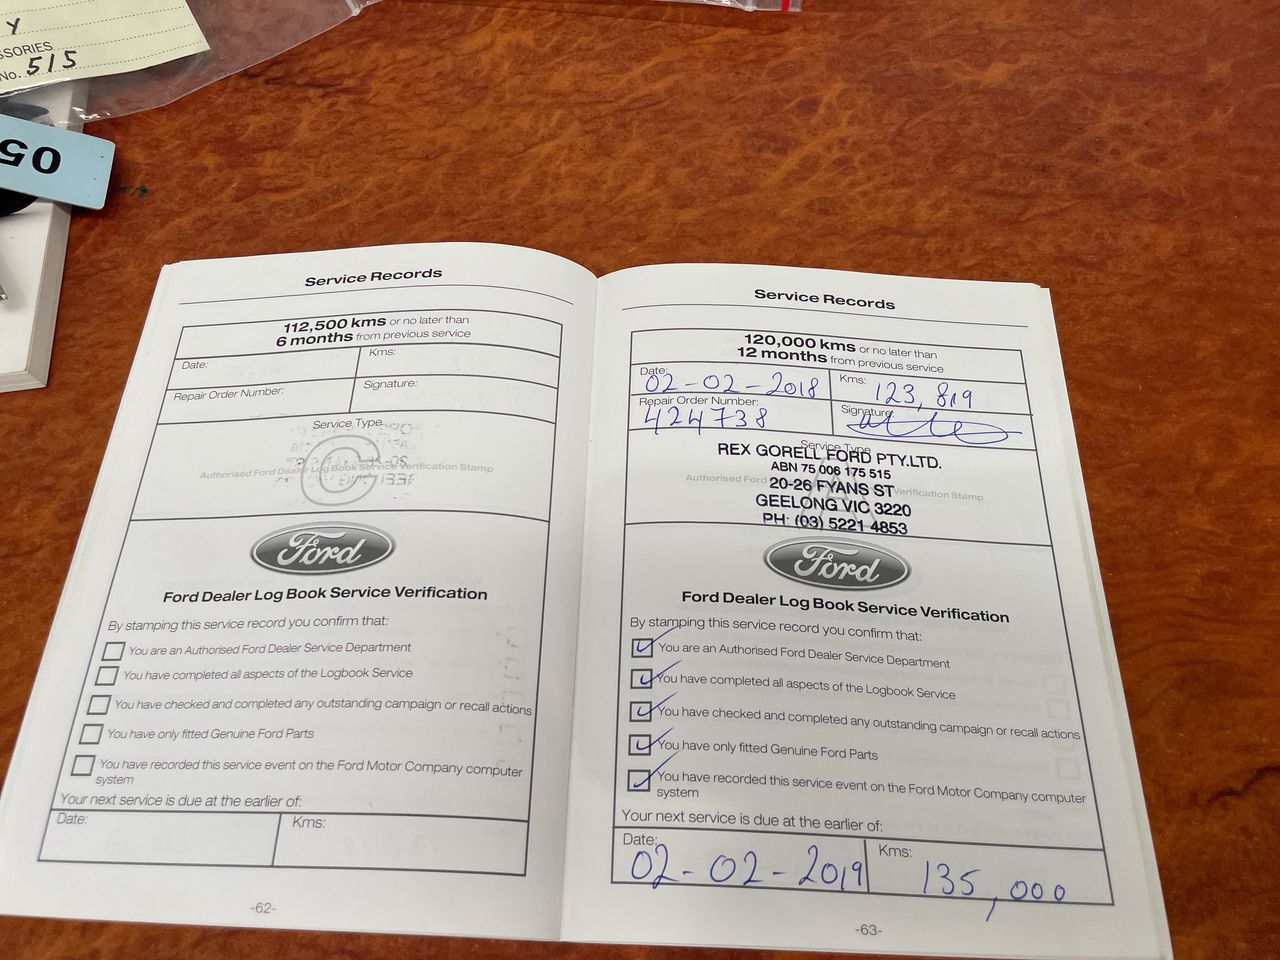 Y
SSORIES
No. 515
05
Service Records
112,500 kms or no later than
6 months from previous service
Date:
Kms:
Repair Order Number:
Signature:
Service Type
C
Authorised Ford Dealer Log Book Service Verification Stamp
Ford
Ford Dealer Log Book Service Verification
By stamping this service record you confirm that:
You are an Authorised Ford Dealer Service Department
You have completed all aspects of the Logbook Service
You have checked and completed any outstanding campaign or recall actions
You have only fitted Genuine Ford Parts
You have recorded this service event on the Ford Motor Company computer
system
Your next service is due at the earlier of:
Date:
Kms:
-62-
Service Records
120,000 kms or no later than
12 months from previous service
Date: 02-02-2018
Kms: 123,819
Repair Order Number:
424738
Signature:
Service Type
REX GORELL FORD PTY.LTD.
ABN 75 006 175 515
Authorised Ford Verification Stamp
20-26 FYANS ST
GEELONG VIC 3220
PH: (03) 5221 4853
Ford
Ford Dealer Log Book Service Verification
By stamping this service record you confirm that:
You are an Authorised Ford Dealer Service Department
You have completed all aspects of the Logbook Service
You have checked and completed any outstanding campaign or recall actions
You have only fitted Genuine Ford Parts
You have recorded this service event on the Ford Motor Company computer
system
Your next service is due at the earlier of:
Date:
02-02-2019
Kms:
135,000
-63-